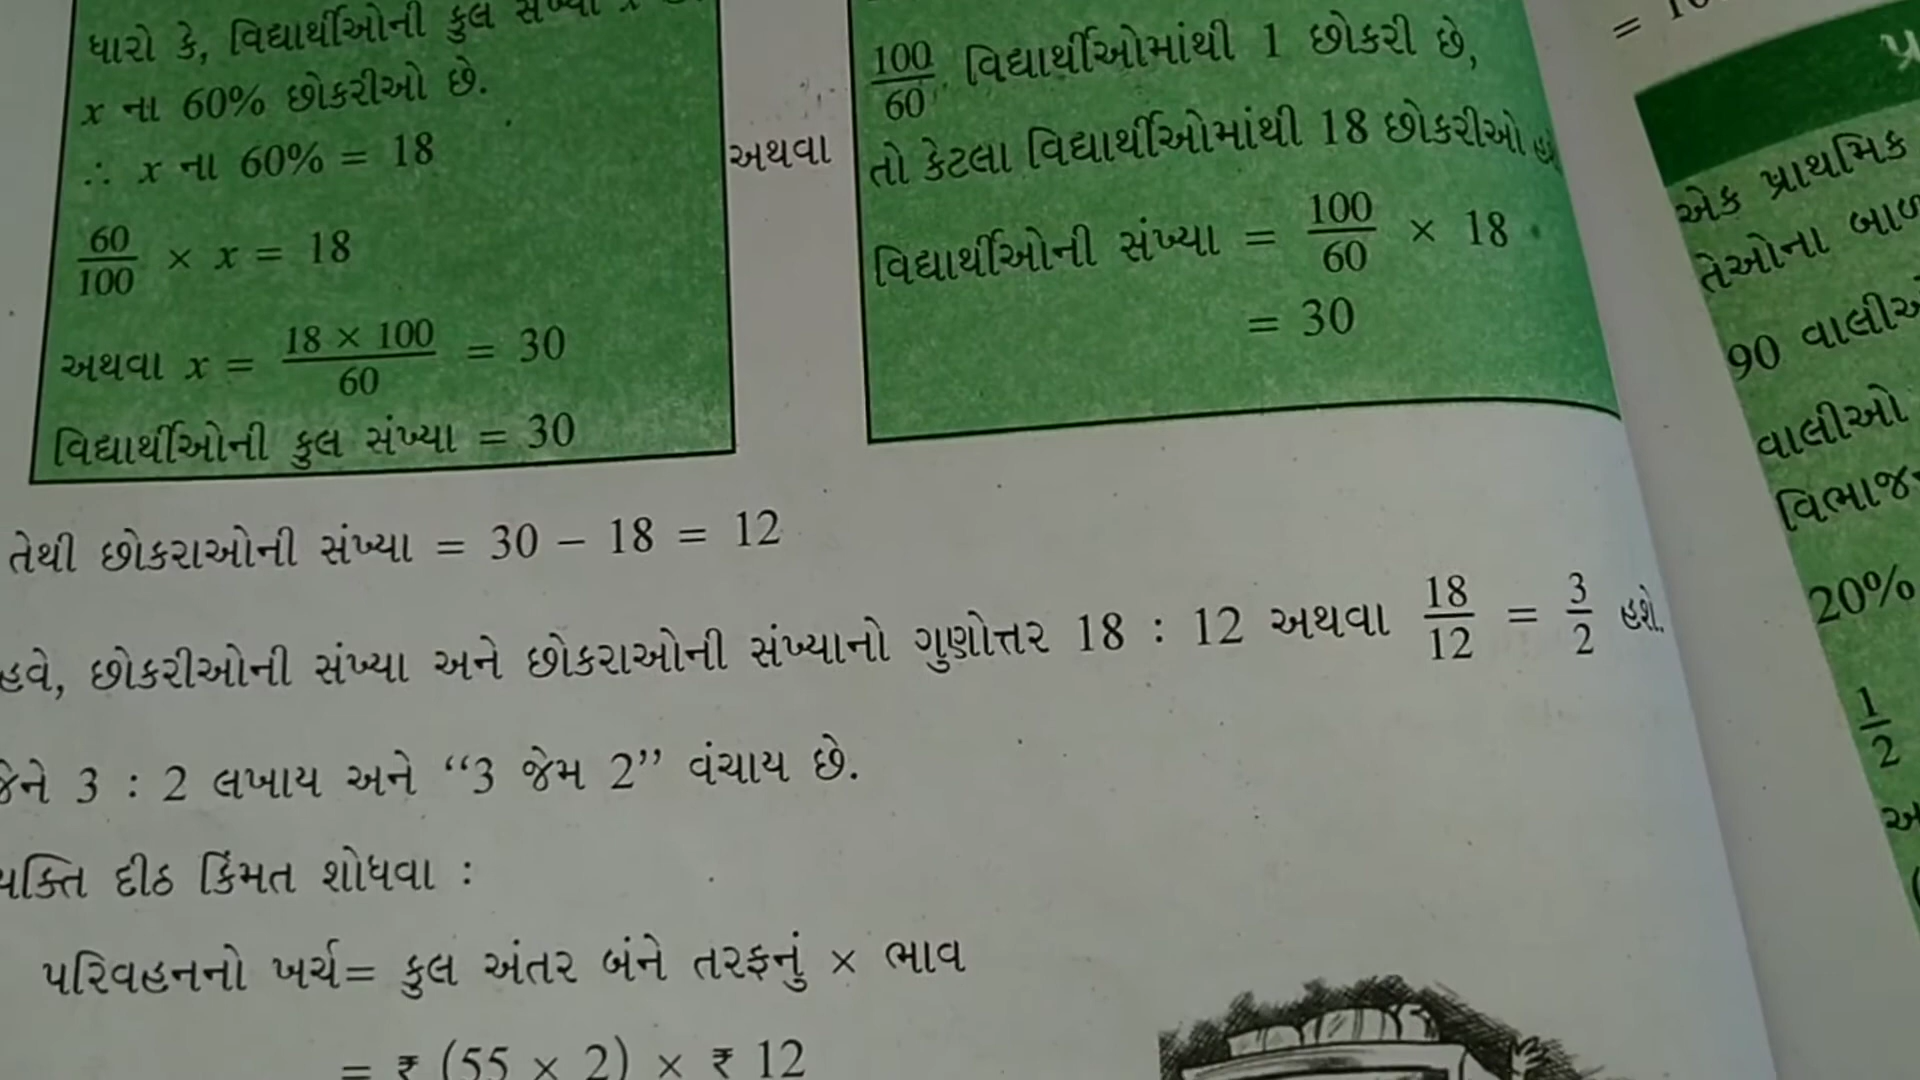 ધારો કે, વિદ્યાર્થીઓની કુલ સંખ્યા x
x ના 60% છોકરીઓ છે.
∴ x ના 60% = 18
60/100 × x = 18
અથવા x = 18 × 100/60 = 30
વિદ્યાર્થીઓની કુલ સંખ્યા = 30
અથવા
100/60 વિદ્યાર્થીઓમાંથી 1 છોકરી છે,
તો કેટલા વિદ્યાર્થીઓમાંથી 18 છોકરીઓ
વિદ્યાર્થીઓની સંખ્યા = 100/60 × 18
= 30
તેથી છોકરાઓની સંખ્યા = 30 – 18 = 12
હવે, છોકરીઓની સંખ્યા અને છોકરાઓની સંખ્યાનો ગુણોત્તર 18 : 12 અથવા 18/12 = 3/2 હશે.
જેને 3 : 2 લખાય અને “3 જેમ 2” વંચાય છે.
દીઠ કિંમત શોધવા :
પરિવહનનો ખર્ચ= કુલ અંતર બંને તરફનું × ભાવ
= ₹ (55 × 2) × ₹ 12
એક પ્રાથમિક
તેઓના
90
વાલીઓ
20%
1/2